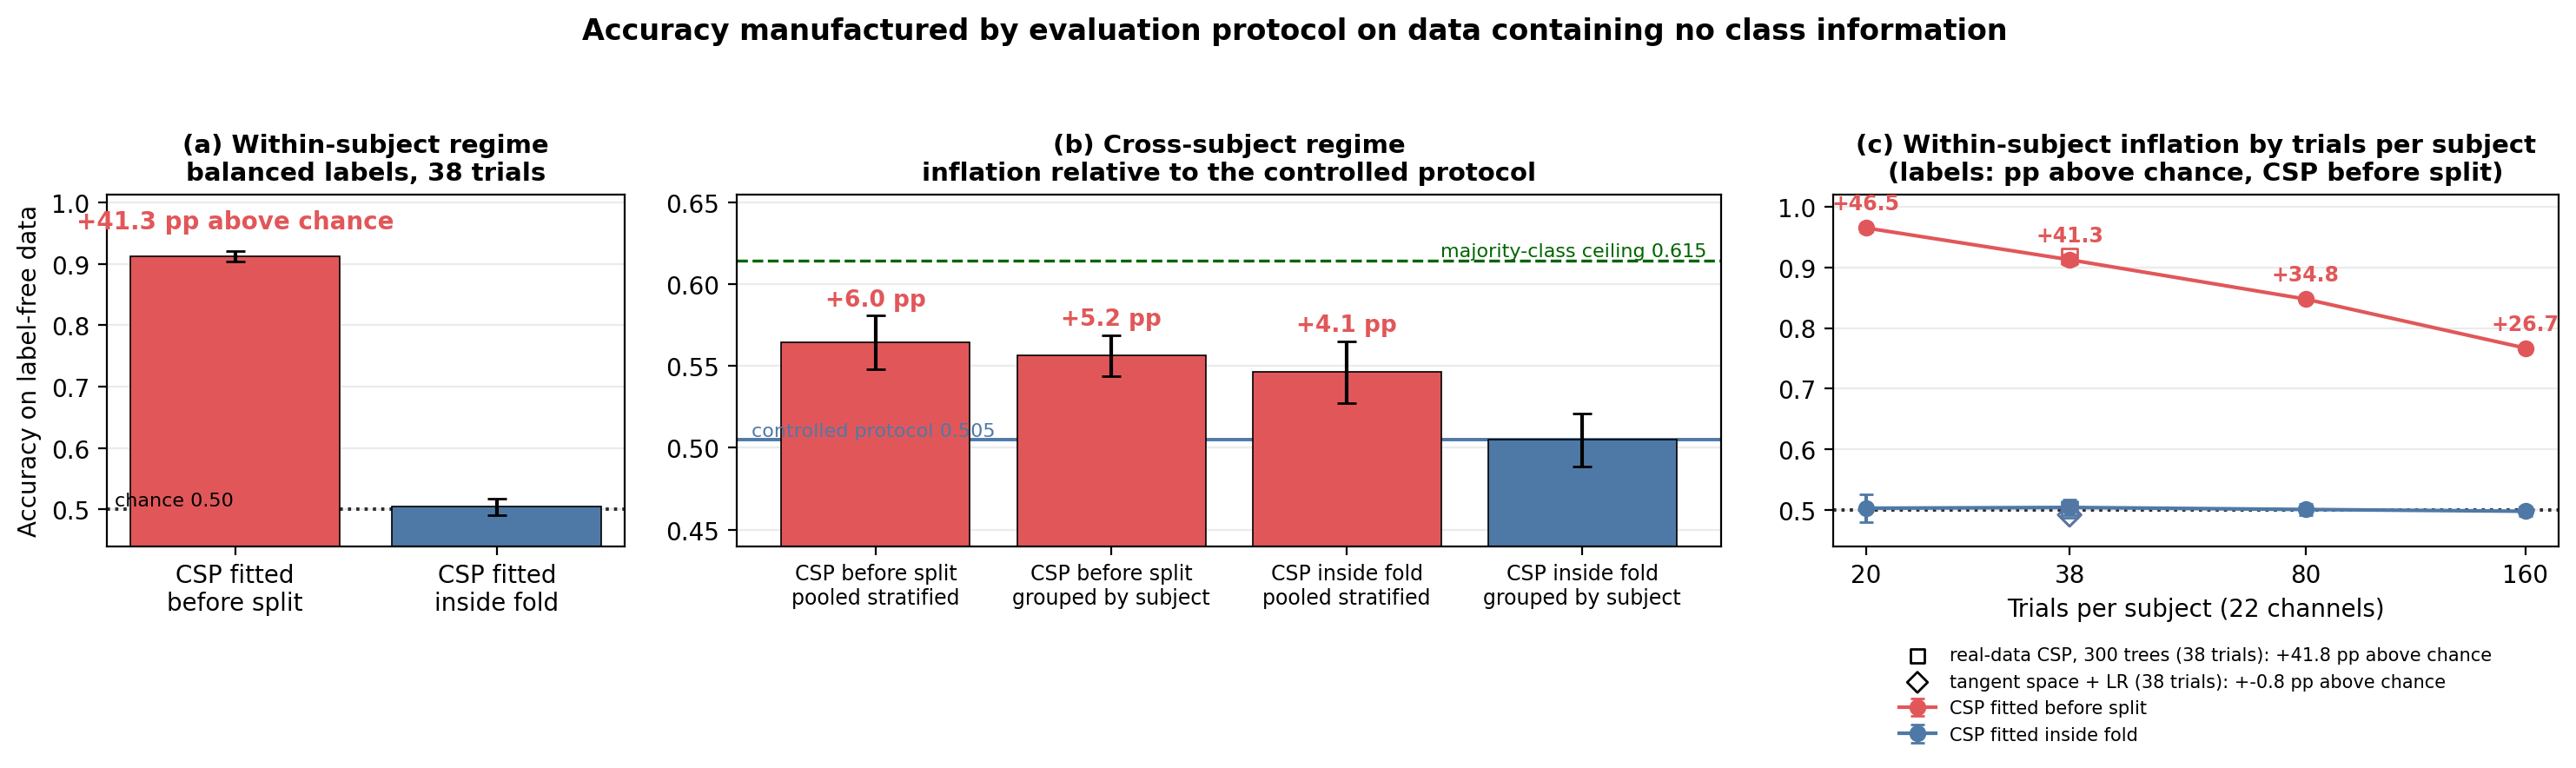 Accuracy manufactured by evaluation protocol on data containing no class information
(a) Within-subject regime
balanced labels, 38 trials
Accuracy on label-free data
1.0
0.9
0.8
0.7
0.6
0.5
+41.3 pp above chance
chance 0.50
CSP fitted
before split
CSP fitted
inside fold
(b) Cross-subject regime
inflation relative to the controlled protocol
0.65
0.60
0.55
0.50
0.45
majority-class ceiling 0.615
+6.0 pp
+5.2 pp
+4.1 pp
controlled protocol 0.505
CSP before split
pooled stratified
CSP before split
grouped by subject
CSP inside fold
pooled stratified
CSP inside fold
grouped by subject
(c) Within-subject inflation by trials per subject
(labels: pp above chance, CSP before split)
1.0
0.9
0.8
0.7
0.6
0.5
+46.5
+41.3
+34.8
+26.7
20
38
80
160
Trials per subject (22 channels)
real-data CSP, 300 trees (38 trials): +41.8 pp above chance
tangent space + LR (38 trials): +-0.8 pp above chance
CSP fitted before split
CSP fitted inside fold